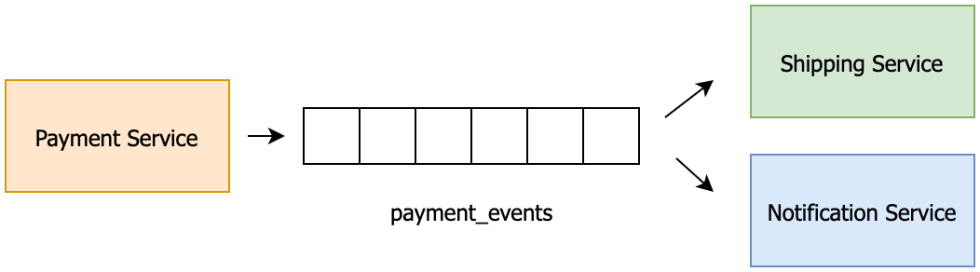 Payment Service
payment_events
Shipping Service
Notification Service